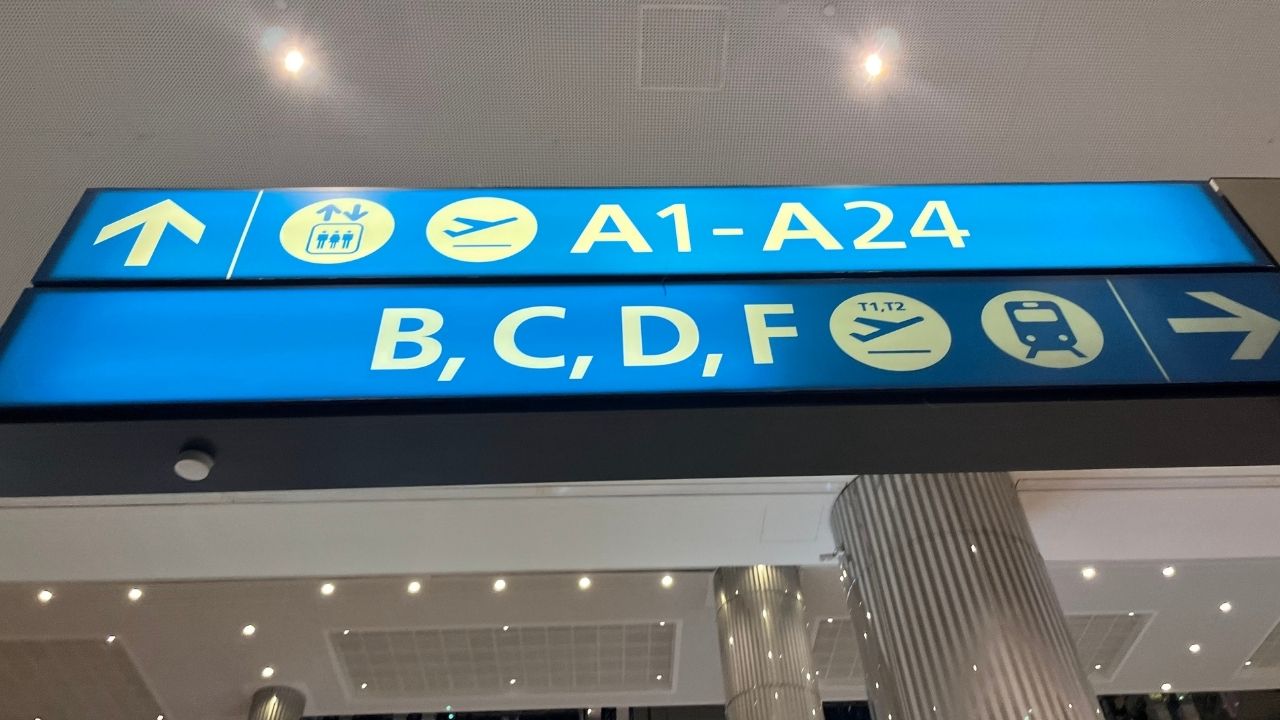 A1-A24
B, C, D, F T1,T2